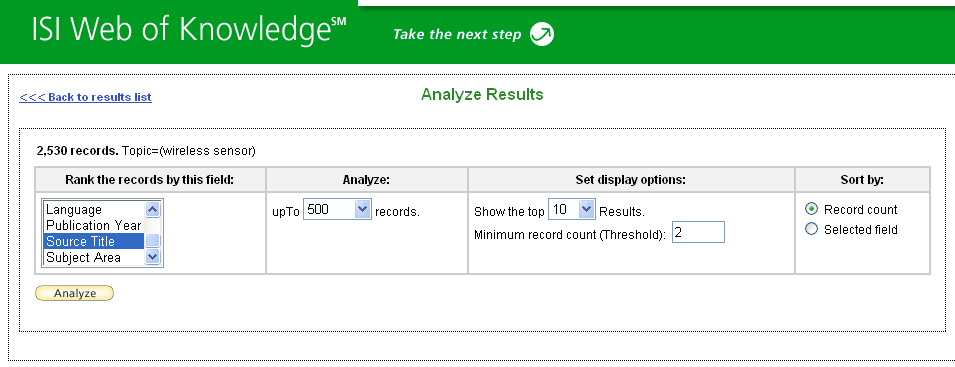 ISI Web of Knowledge℠ Take the next step
<<< Back to results list
Analyze Results
2,530 records. Topic=(wireless sensor)
Rank the records by this field: Analyze: Set display options: Sort by:
Language
Publication Year
Source Title
Subject Area
upTo 500 records.
Show the top 10 Results.
Minimum record count (Threshold): 2
Record count
Selected field
Analyze